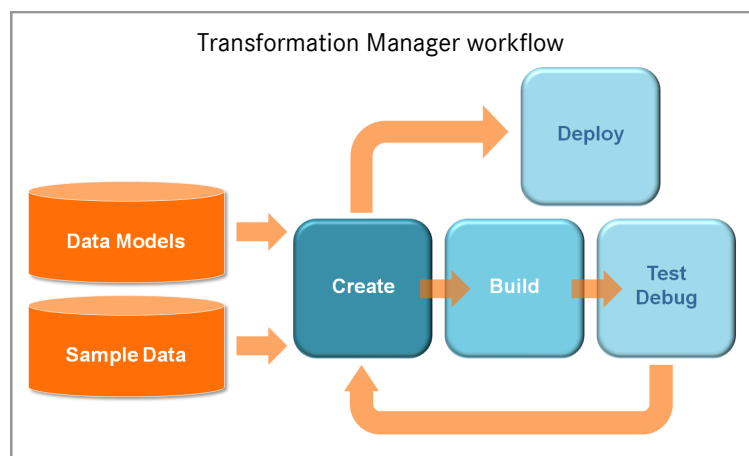 Transformation Manager workflow
Deploy
Data Models
Create
Build
Test
Debug
Sample Data